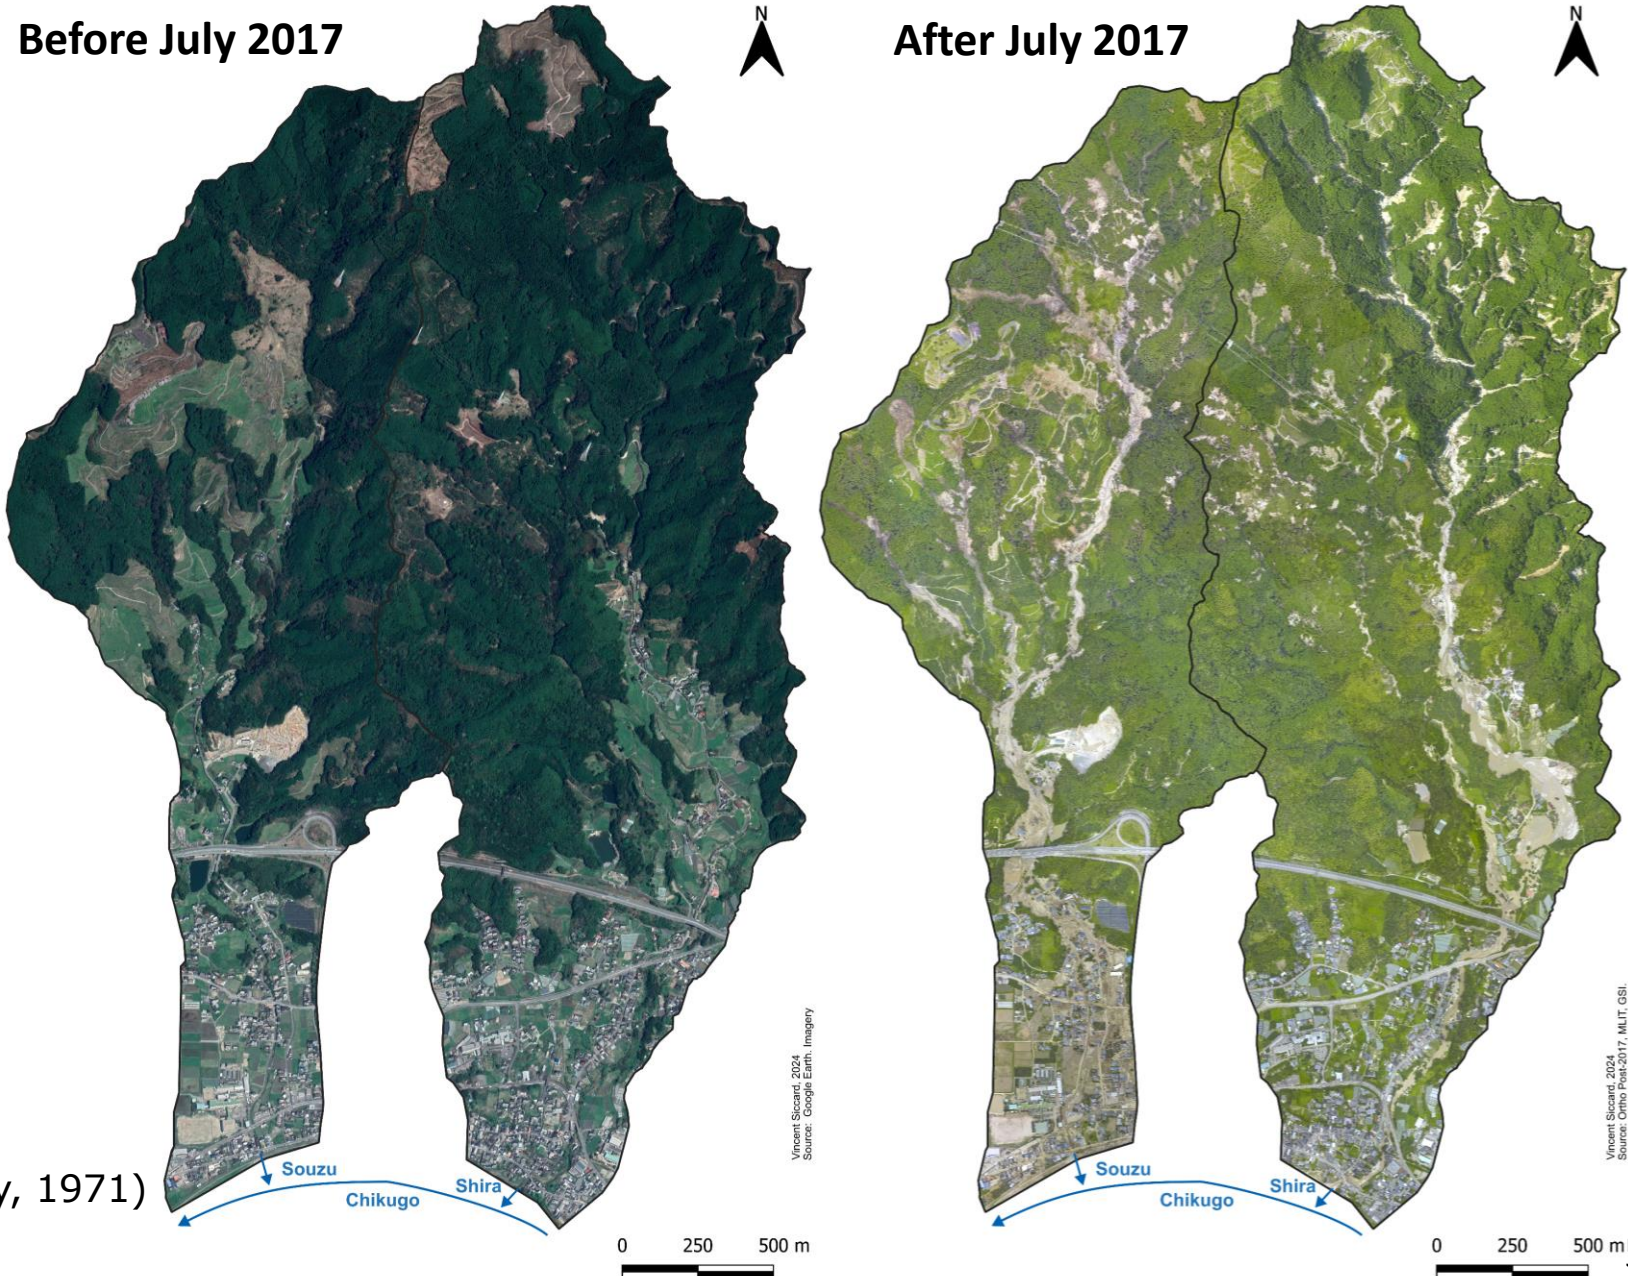 Before July 2017
N
After July 2017
N
Vincent Siccard, 2024
Source: Google Earth. Imagery
Vincent Siccard, 2024
Source: Ortho Post-2017, MLIT, GSI.
y, 1971)
Souzu
Chikugo
Shira
Souzu
Chikugo
Shira
0 250 500 m
0 250 500 m